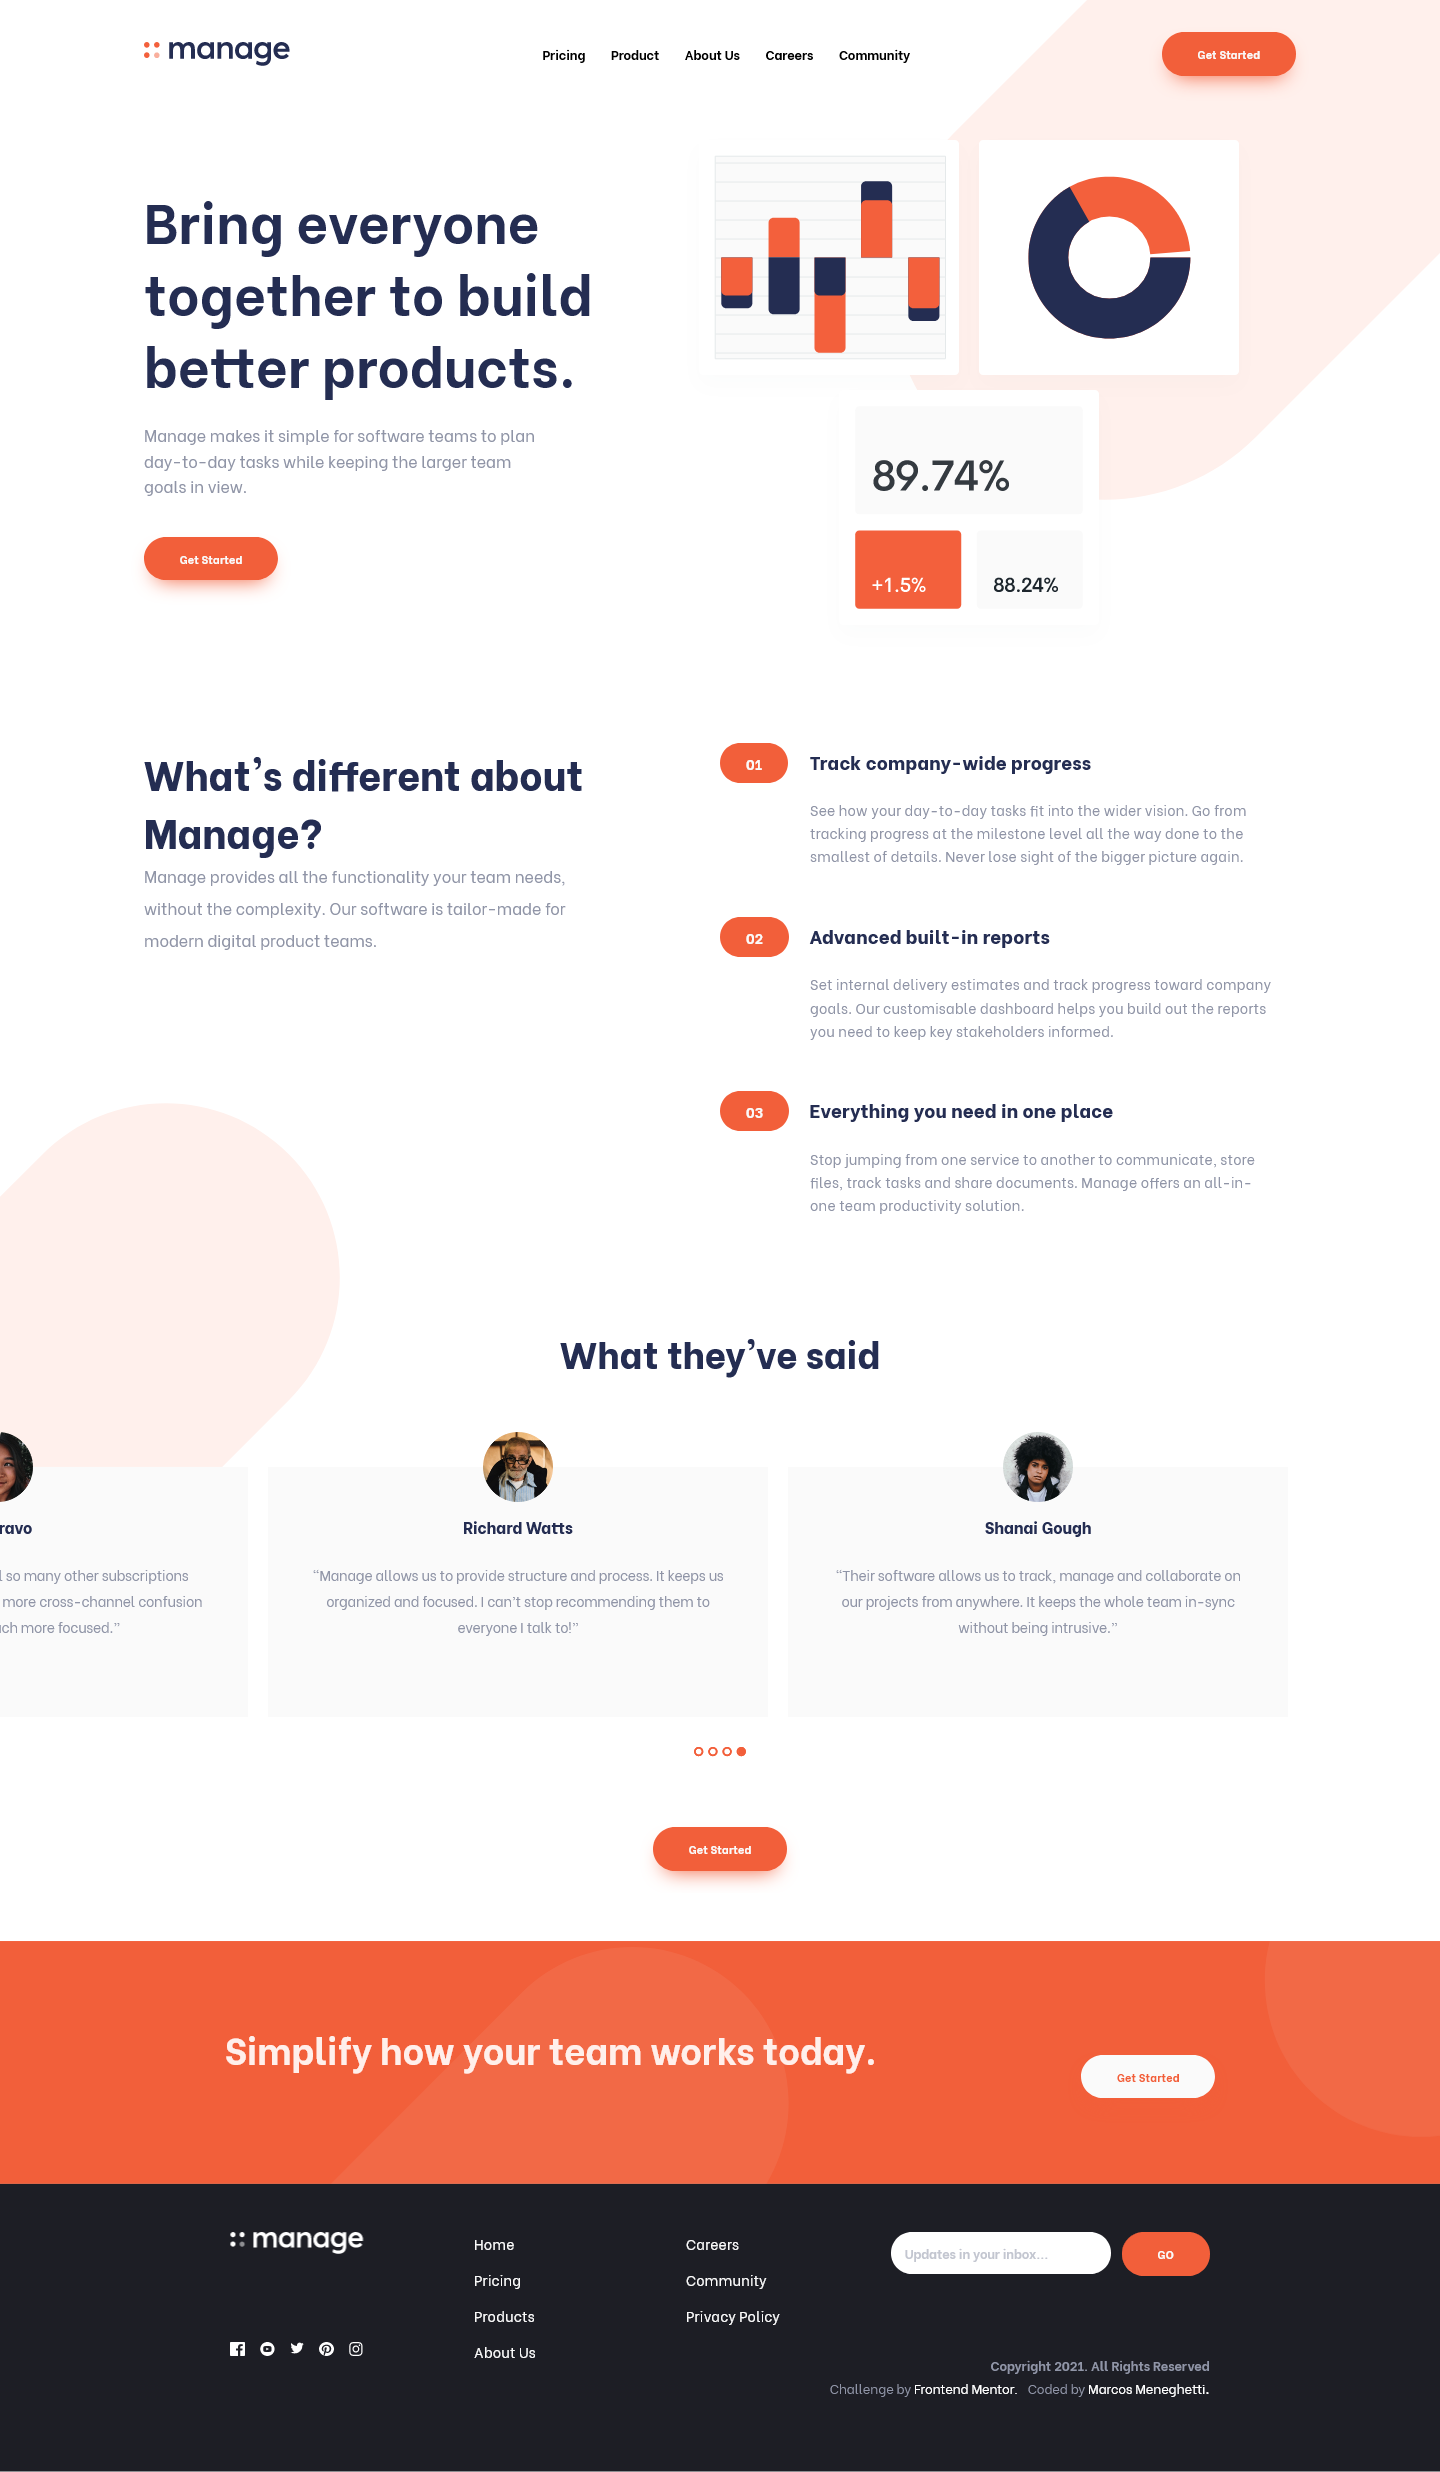 manage
Pricing Product About Us Careers Community
Get Started
Bring everyone
together to build
better products.
Manage makes it simple for software teams to plan
day-to-day tasks while keeping the larger team
goals in view.
Get Started
89.74%
+1.5%
88.24%
What's different about
Manage?
Manage provides all the functionality your team needs,
without the complexity. Our software is tailor-made for
modern digital product teams.
01
Track company-wide progress
See how your day-to-day tasks fit into the wider vision. Go from
tracking progress at the milestone level all the way done to the
smallest of details. Never lose sight of the bigger picture again.
02
Advanced built-in reports
Set internal delivery estimates and track progress toward company
goals. Our customisable dashboard helps you build out the reports
you need to keep key stakeholders informed.
03
Everything you need in one place
Stop jumping from one service to another to communicate, store
files, track tasks and share documents. Manage offers an all-in-
one team productivity solution.
What they've said
ravo
so many other subscriptions
more cross-channel confusion
more focused.”
Richard Watts
“Manage allows us to provide structure and process. It keeps us
organized and focused. I can't stop recommending them to
everyone I talk to!”
Shanai Gough
“Their software allows us to track, manage and collaborate on
our projects from anywhere. It keeps the whole team in-sync
without being intrusive.”
Get Started
Simplify how your team works today.
Get Started
manage
Home
Pricing
Products
About Us
Careers
Community
Privacy Policy
Updates in your inbox...
GO
Copyright 2021. All Rights Reserved
Challenge by Frontend Mentor. Coded by Marcos Meneghetti.